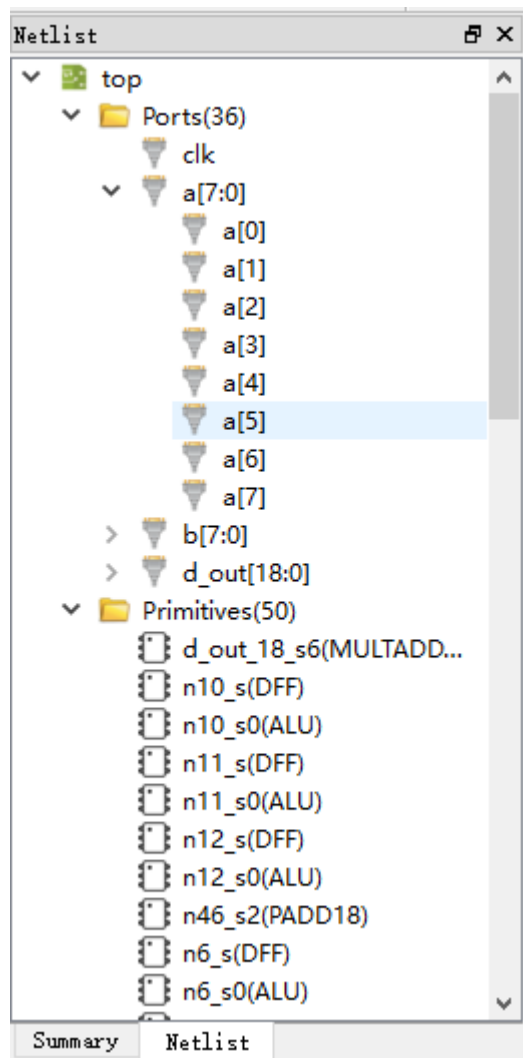 Netlist
top
Ports(36)
clk
a[7:0]
a[0]
a[1]
a[2]
a[3]
a[4]
a[5]
a[6]
a[7]
b[7:0]
d_out[18:0]
Primitives(50)
d_out_18_s6(MULTADD...
n10_s(DFF)
n10_s0(ALU)
n11_s(DFF)
n11_s0(ALU)
n12_s(DFF)
n12_s0(ALU)
n46_s2(PADD18)
n6_s(DFF)
n6_s0(ALU)
Summary Netlist